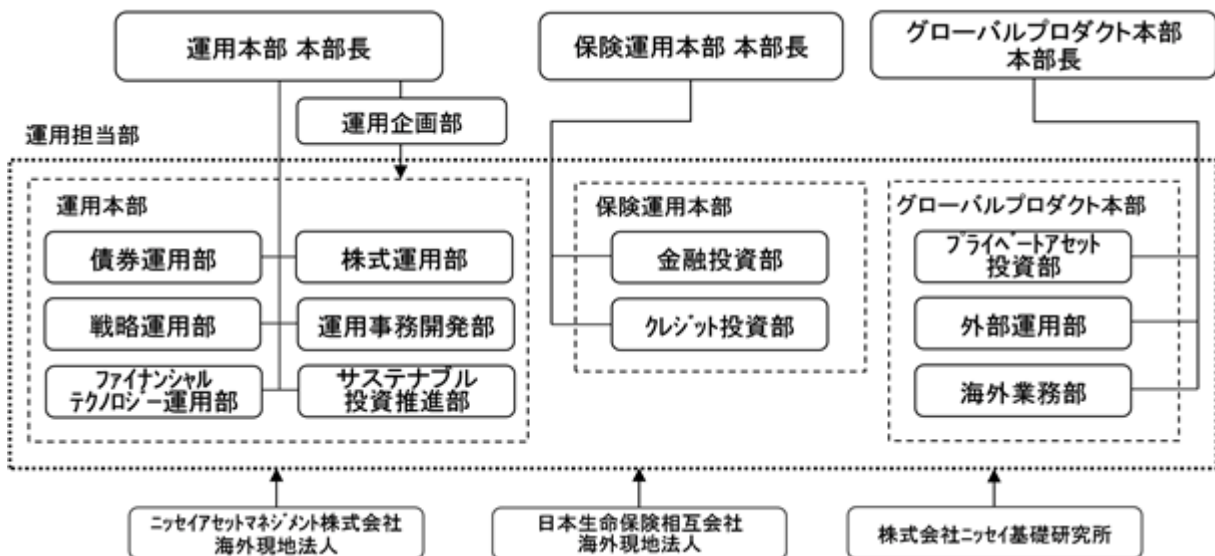 運用本部 本部長
保険運用本部 本部長
グローバルプロダクト本部
本部長
運用企画部
運用担当部
運用本部
債券運用部
株式運用部
戦略運用部
運用事務開発部
ファイナンシャル
テクノロジー運用部
サステナブル
投資推進部
保険運用本部
金融投資部
クレジット投資部
グローバルプロダクト本部
プライベートアセット
投資部
外部運用部
海外業務部
ニッセイアセットマネジメント株式会社
海外現地法人
日本生命保険相互会社
海外現地法人
株式会社ニッセイ基礎研究所